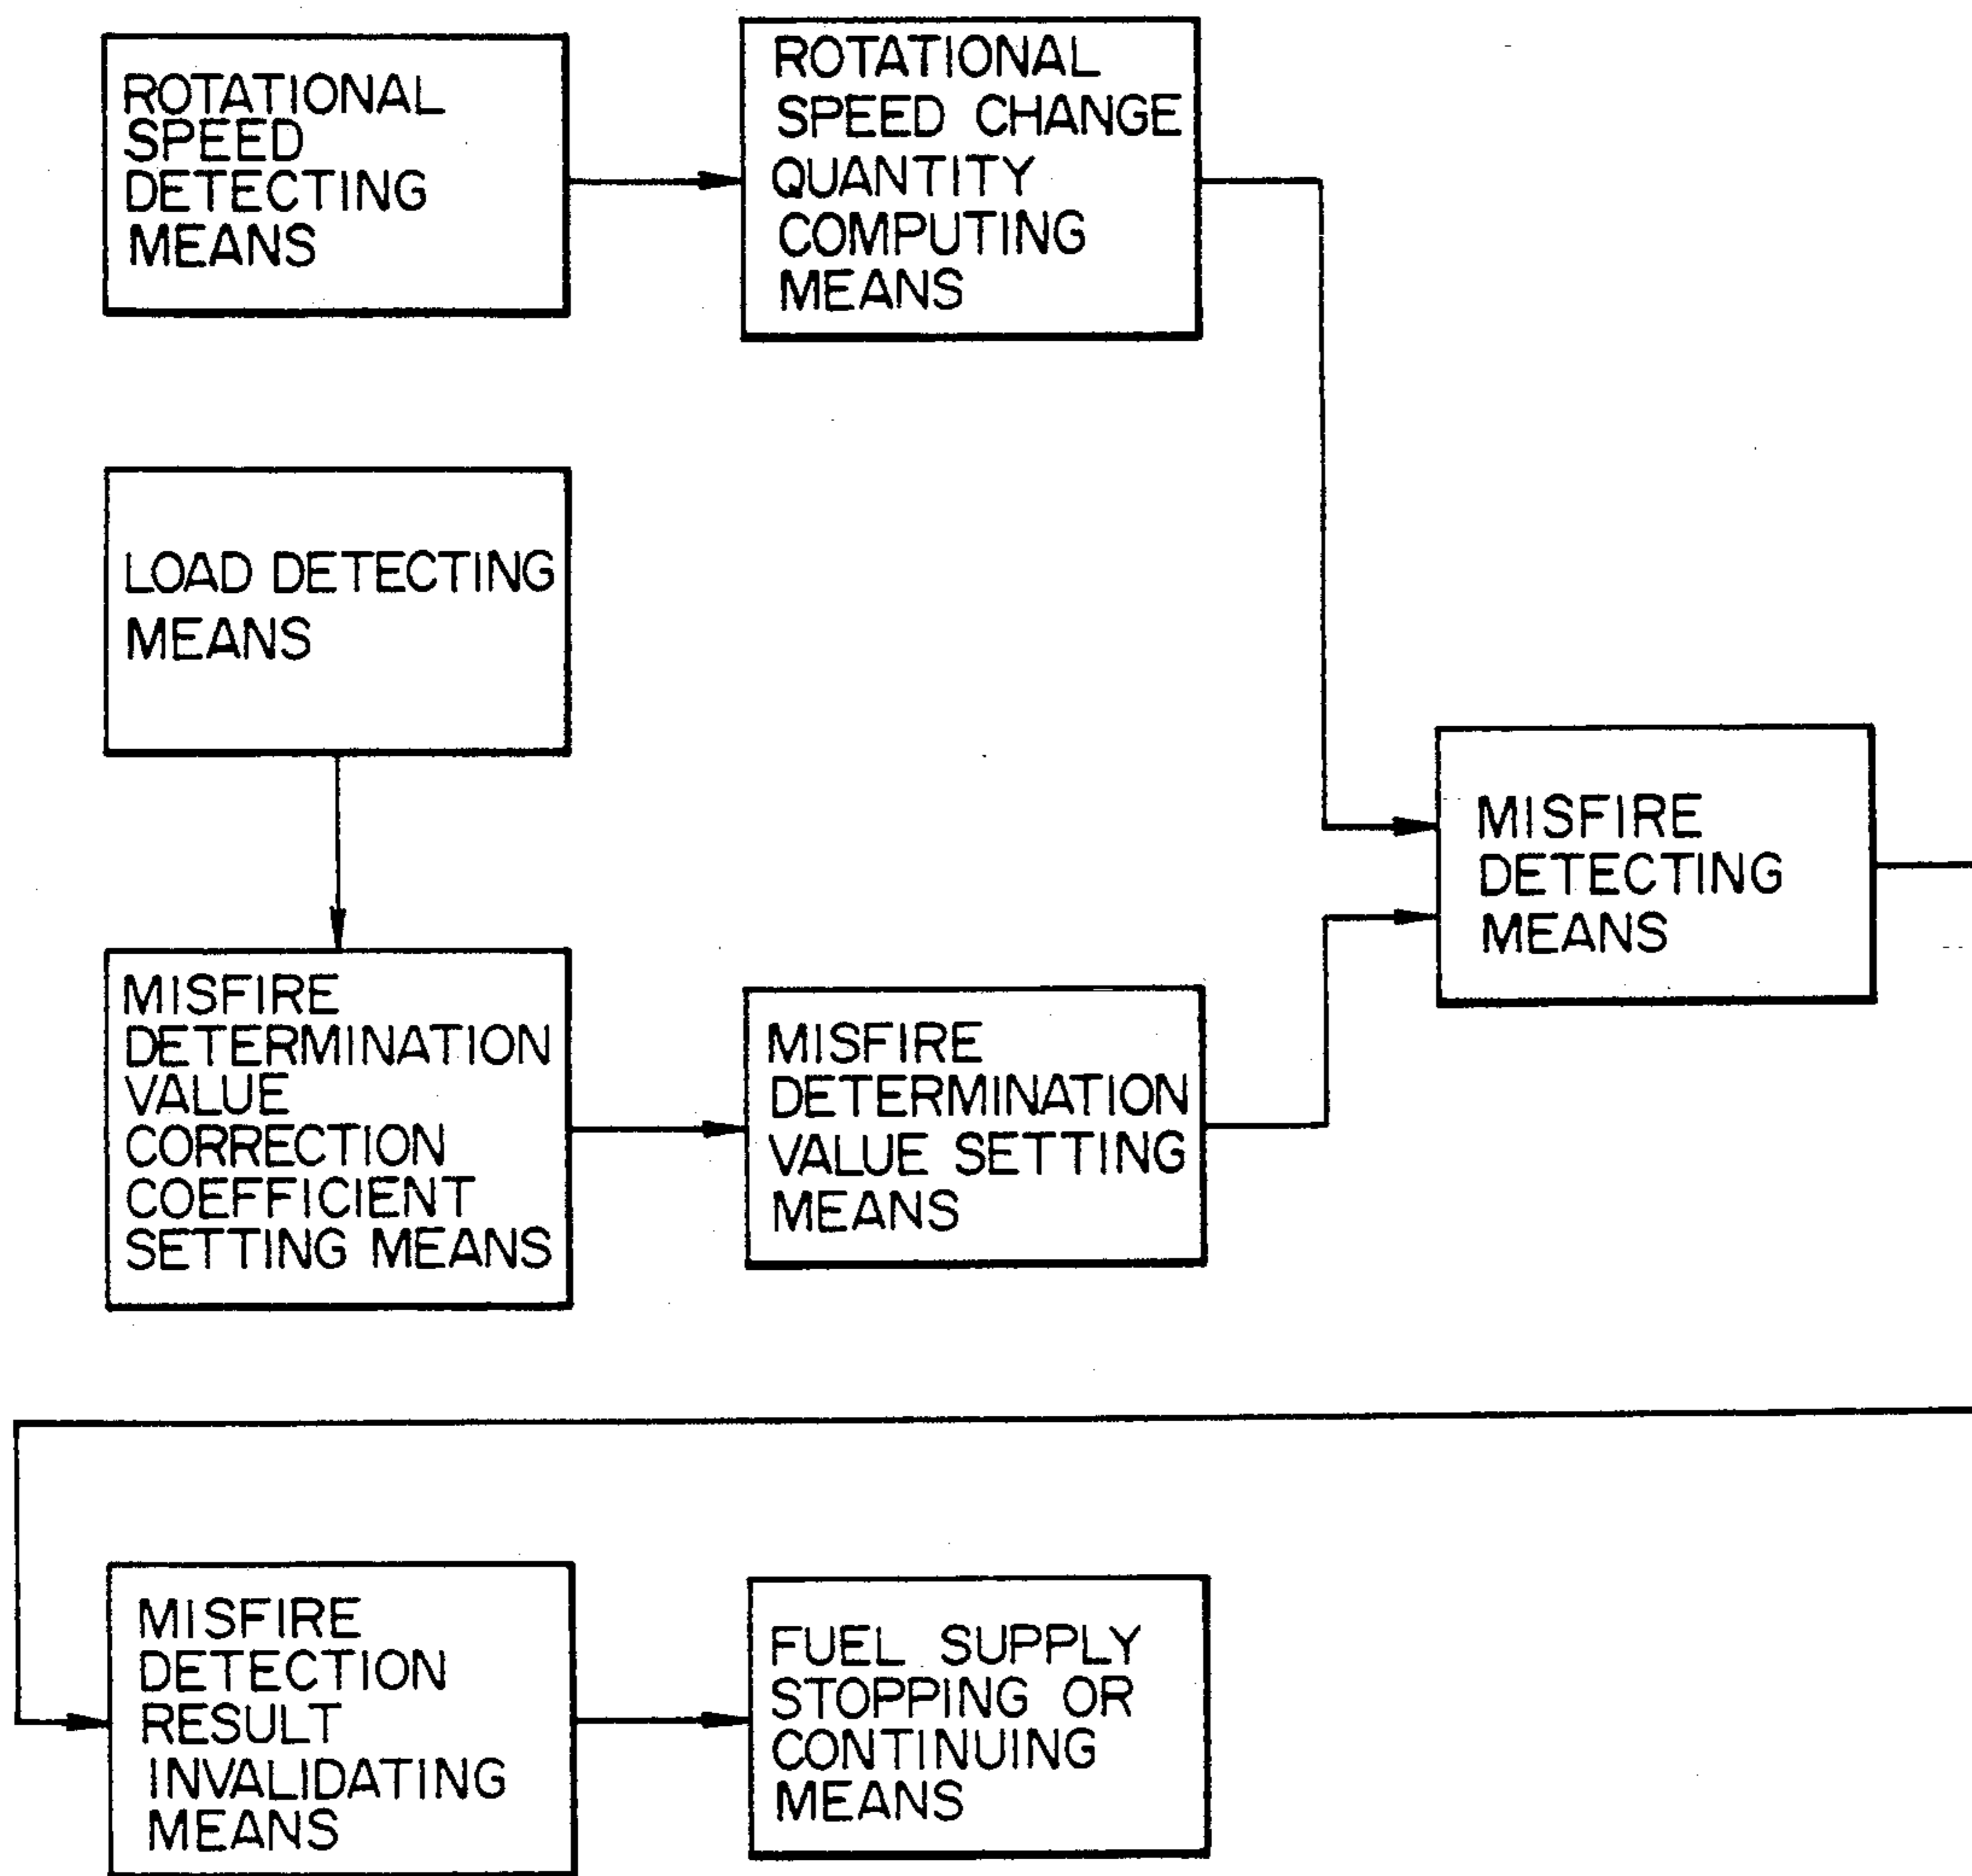 ROTATIONAL
SPEED
DETECTING
MEANS
ROTATIONAL
SPEED CHANGE
QUANTITY
COMPUTING
MEANS
LOAD DETECTING
MEANS
MISFIRE
DETECTING
MEANS
MISFIRE
DETERMINATION
VALUE
CORRECTION
COEFFICIENT
SETTING MEANS
MISFIRE
DETERMINATION
VALUE SETTING
MEANS
MISFIRE
DETECTION
RESULT
INVALIDATING
MEANS
FUEL SUPPLY
STOPPING OR
CONTINUING
MEANS